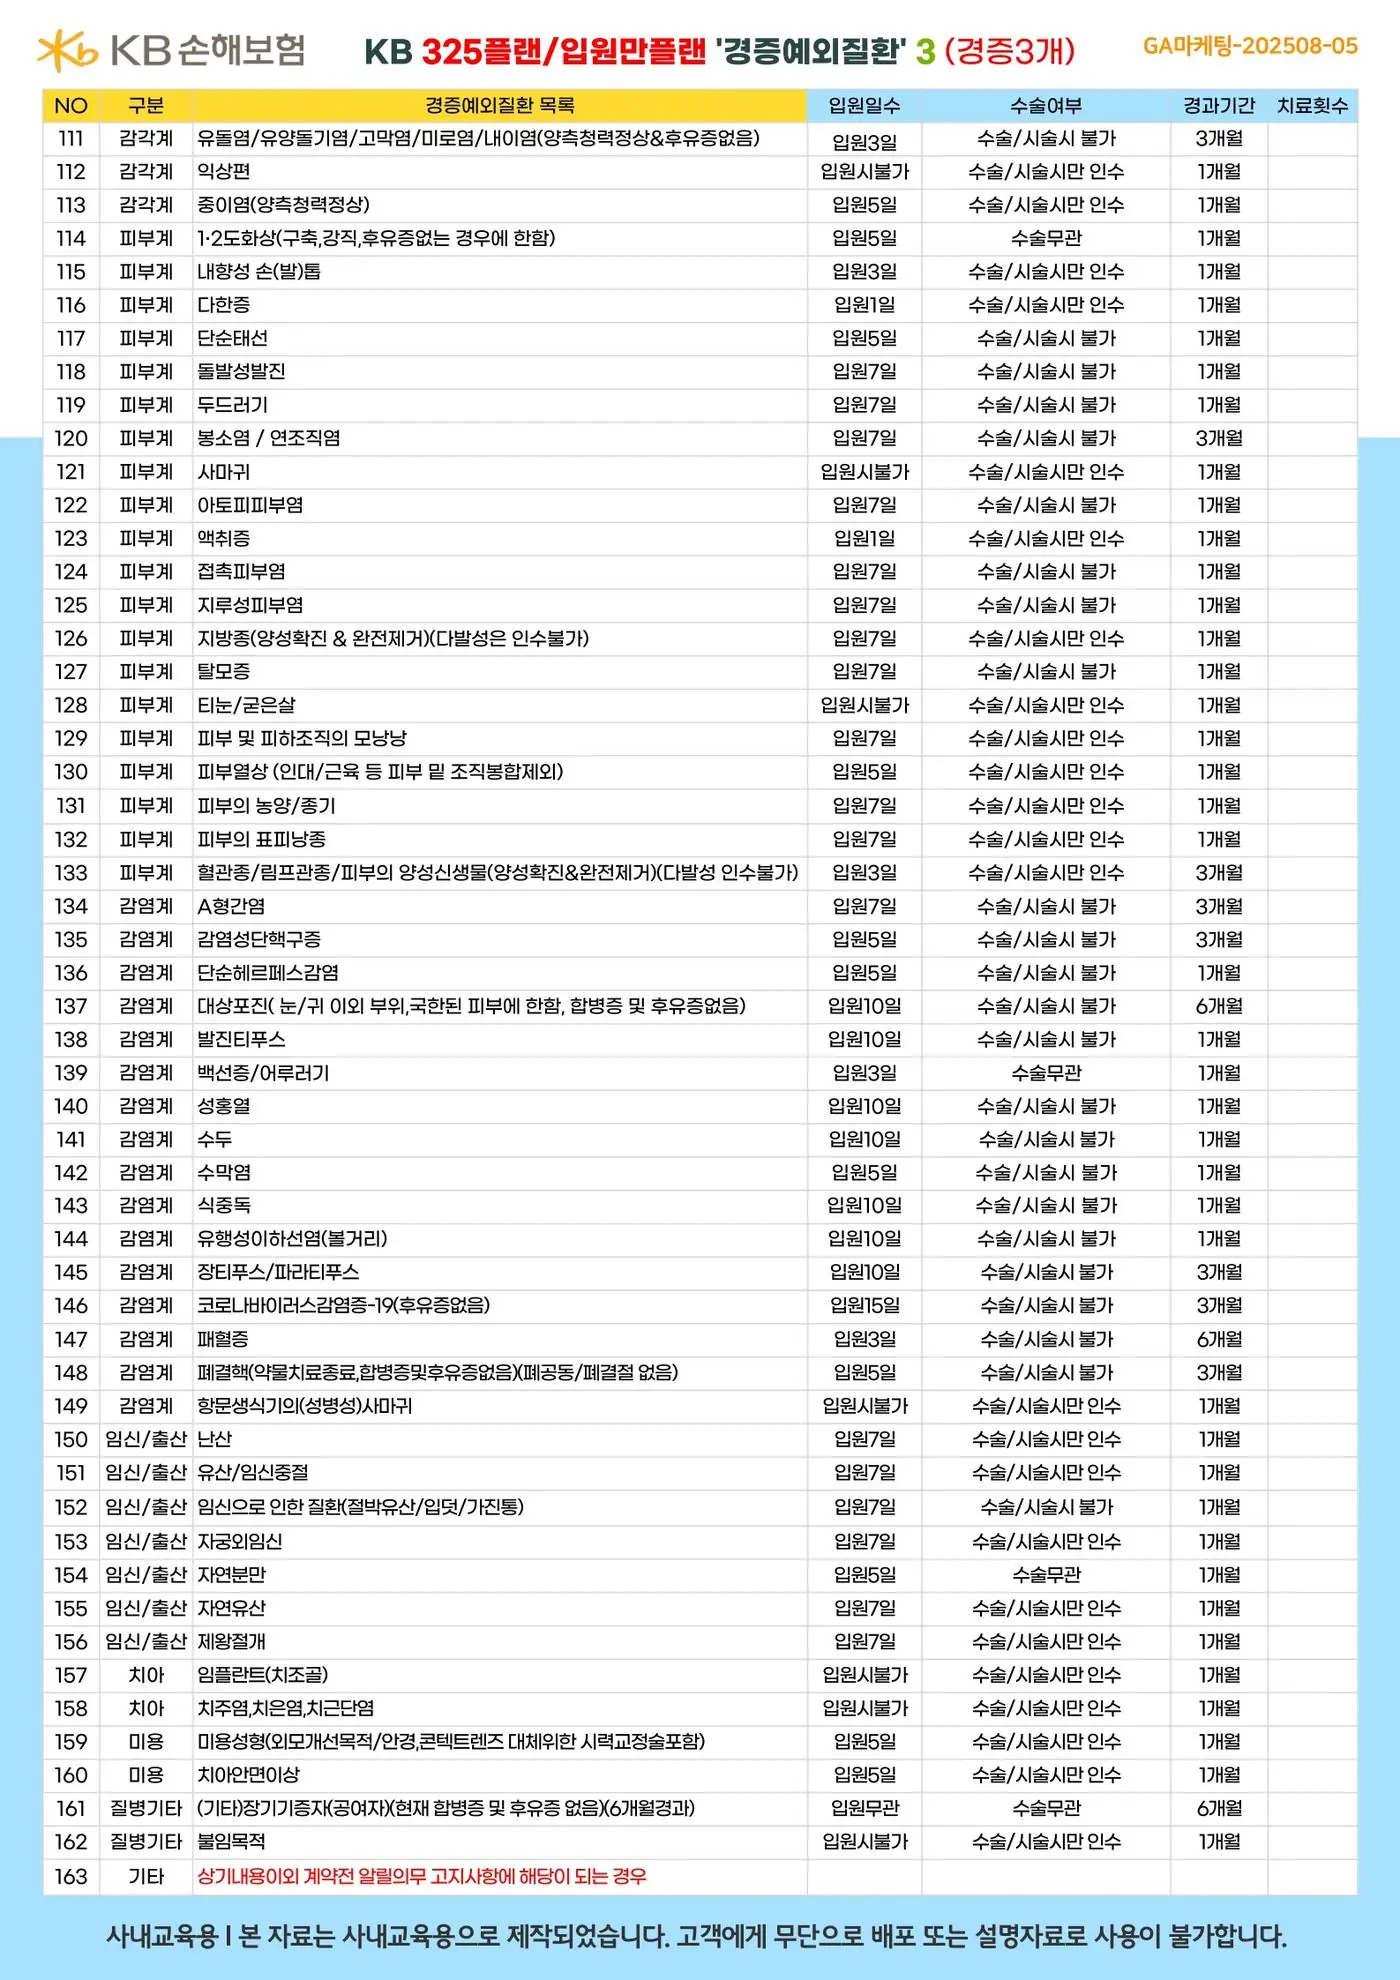 KB 손해보험
KB 325플랜/입원만플랜 '경증예외질환' 3 (경증3개)
GA마케팅-202508-05
NO 구분 경증예외질환 목록 입원일수 수술여부 경과기간 치료횟수
111 감각계 유돌염/유양돌기염/고막염/미로염/내이염(양측청력정상&후유증없음) 입원3일 수술/시술시 불가 3개월
112 감각계 익상편 입원시불가 수술/시술시만 인수 1개월
113 감각계 중이염(양측청력정상) 입원5일 수술/시술시만 인수 1개월
114 피부계 1·2도화상(구축,강직,후유증없는 경우에 한함) 입원5일 수술무관 1개월
115 피부계 내향성 손(발)톱 입원3일 수술/시술시만 인수 1개월
116 피부계 다한증 입원1일 수술/시술시만 인수 1개월
117 피부계 단순태선 입원5일 수술/시술시 불가 1개월
118 피부계 돌발성발진 입원7일 수술/시술시 불가 1개월
119 피부계 두드러기 입원7일 수술/시술시 불가 1개월
120 피부계 봉소염 / 연조직염 입원7일 수술/시술시 불가 3개월
121 피부계 사마귀 입원시불가 수술/시술시만 인수 1개월
122 피부계 아토피피부염 입원7일 수술/시술시 불가 1개월
123 피부계 액취증 입원1일 수술/시술시만 인수 1개월
124 피부계 접촉피부염 입원7일 수술/시술시 불가 1개월
125 피부계 지루성피부염 입원7일 수술/시술시 불가 1개월
126 피부계 지방종(양성확진 & 완전제거)(다발성은 인수불가) 입원7일 수술/시술시만 인수 1개월
127 피부계 탈모증 입원7일 수술/시술시 불가 1개월
128 피부계 티눈/굳은살 입원시불가 수술/시술시만 인수 1개월
129 피부계 피부 및 피하조직의 모낭낭 입원7일 수술/시술시만 인수 1개월
130 피부계 피부열상 (인대/근육 등 피부 밑 조직봉합제외) 입원5일 수술/시술시만 인수 1개월
131 피부계 피부의 농양/종기 입원7일 수술/시술시만 인수 1개월
132 피부계 피부의 표피낭종 입원7일 수술/시술시만 인수 1개월
133 피부계 혈관종/림프관종/피부의 양성신생물(양성확진&완전제거)(다발성 인수불가) 입원3일 수술/시술시만 인수 3개월
134 감염계 A형간염 입원7일 수술/시술시 불가 3개월
135 감염계 감염성단핵구증 입원5일 수술/시술시 불가 3개월
136 감염계 단순헤르페스감염 입원5일 수술/시술시 불가 1개월
137 감염계 대상포진( 눈/귀 이외 부위,국한된 피부에 한함, 합병증 및 후유증없음) 입원10일 수술/시술시 불가 6개월
138 감염계 발진티푸스 입원10일 수술/시술시 불가 1개월
139 감염계 백선증/어루러기 입원3일 수술무관 1개월
140 감염계 성홍열 입원10일 수술/시술시 불가 1개월
141 감염계 수두 입원10일 수술/시술시 불가 1개월
142 감염계 수막염 입원5일 수술/시술시 불가 1개월
143 감염계 식중독 입원10일 수술/시술시 불가 1개월
144 감염계 유행성이하선염(볼거리) 입원10일 수술/시술시 불가 1개월
145 감염계 장티푸스/파라티푸스 입원10일 수술/시술시 불가 3개월
146 감염계 코로나바이러스감염증-19(후유증없음) 입원15일 수술/시술시 불가 3개월
147 감염계 패혈증 입원3일 수술/시술시 불가 6개월
148 감염계 폐결핵(약물치료종료,합병증및후유증없음)(폐공동/폐결절 없음) 입원5일 수술/시술시 불가 3개월
149 감염계 항문생식기의(성병성)사마귀 입원시불가 수술/시술시만 인수 1개월
150 임신/출산 난산 입원7일 수술/시술시만 인수 1개월
151 임신/출산 유산/임신중절 입원7일 수술/시술시만 인수 1개월
152 임신/출산 임신으로 인한 질환(절박유산/입덧/가진통) 입원7일 수술/시술시 불가 1개월
153 임신/출산 자궁외임신 입원7일 수술/시술시만 인수 1개월
154 임신/출산 자연분만 입원5일 수술무관 1개월
155 임신/출산 자연유산 입원7일 수술/시술시만 인수 1개월
156 임신/출산 제왕절개 입원7일 수술/시술시만 인수 1개월
157 치아 임플란트(치조골) 입원시불가 수술/시술시만 인수 1개월
158 치아 치주염,치은염,치근단염 입원시불가 수술/시술시만 인수 1개월
159 미용 미용성형(외모개선목적/안경,콘텍트렌즈 대체위한 시력교정술포함) 입원5일 수술/시술시만 인수 1개월
160 미용 치아안면이상 입원5일 수술/시술시만 인수 1개월
161 질병기타 (기타)장기기증자(공여자)(현재 합병증 및 후유증 없음)(6개월경과) 입원무관 수술무관 6개월
162 질병기타 불임목적 입원시불가 수술/시술시만 인수 1개월
163 기타 상기내용이외 계약전 알릴의무 고지사항에 해당이 되는 경우
사내교육용 I 본 자료는 사내교육용으로 제작되었습니다. 고객에게 무단으로 배포 또는 설명자료로 사용이 불가합니다.